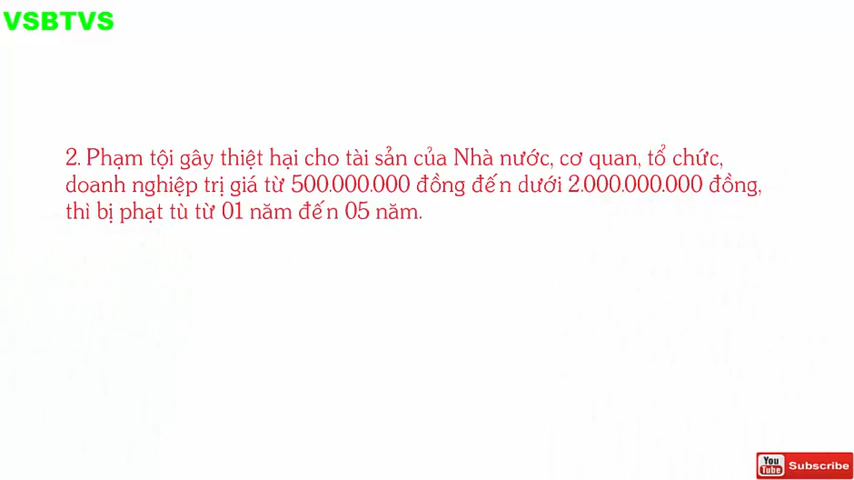 VSBTVS
2. Phạm tội gây thiệt hại cho tài sản của Nhà nước, cơ quan, tổ chức,
doanh nghiệp trị giá từ 500.000.000 đồng đến dưới 2.000.000.000 đồng,
thì bị phạt tù từ 01 năm đến 05 năm.
You
Tube
Subscribe